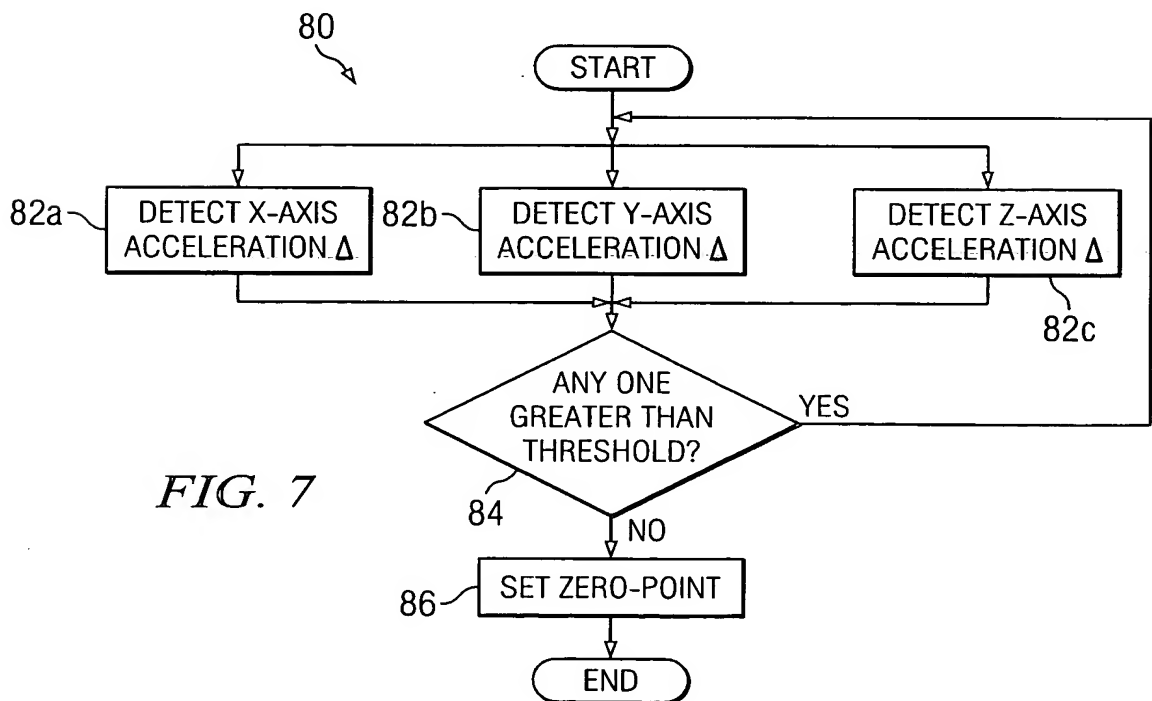 80
START
82a
DETECT X-AXIS
ACCELERATION Δ
82b
DETECT Y-AXIS
ACCELERATION Δ
DETECT Z-AXIS
ACCELERATION Δ
82c
ANY ONE
GREATER THAN
THRESHOLD?
YES
84
FIG. 7
NO
86
SET ZERO-POINT
END